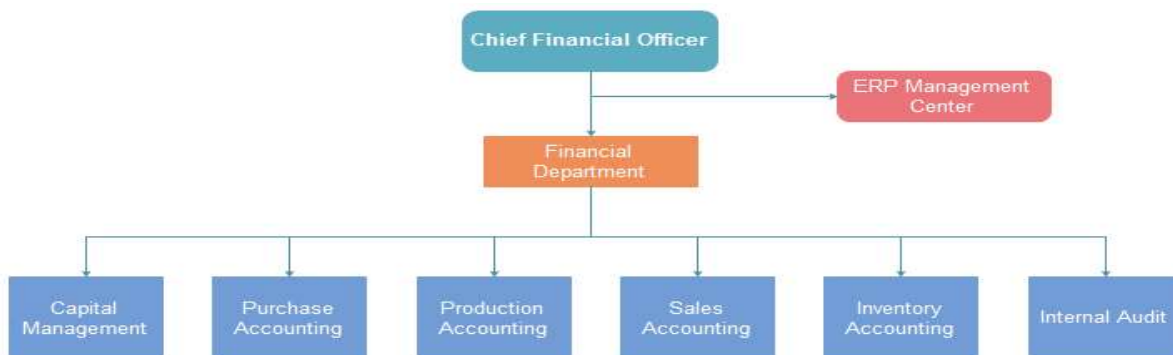 Chief Financial Officer
ERP Management
Center
Financial
Department
Capital
Management
Purchase
Accounting
Production
Accounting
Sales
Accounting
Inventory
Accounting
Internal Audit